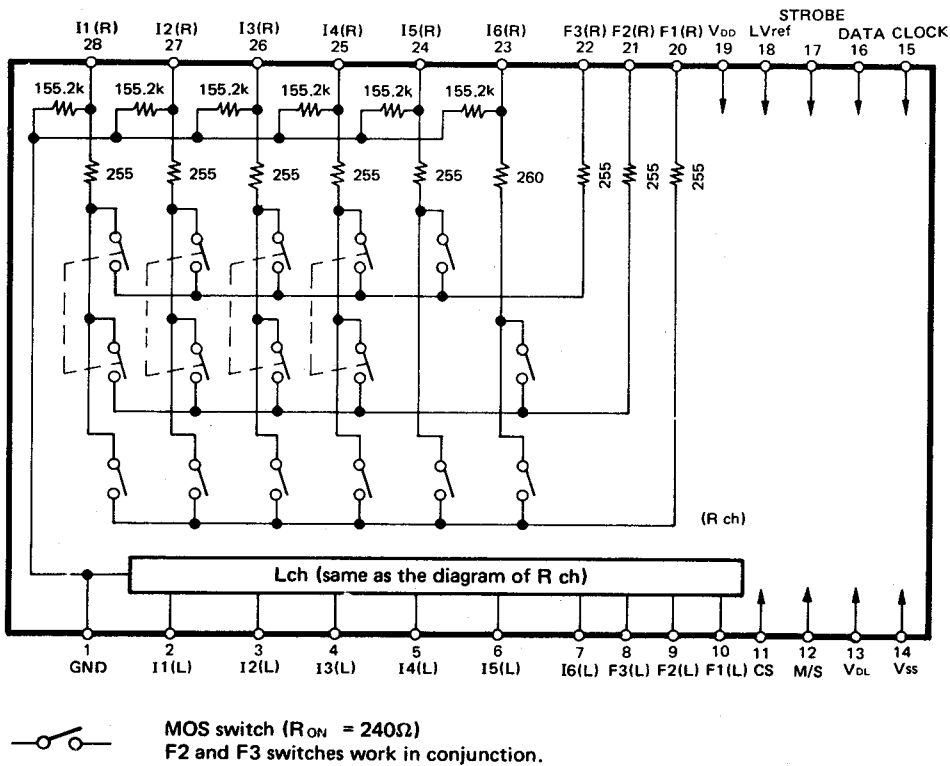 STROBE
I1(R) I2(R) I3(R) I4(R) I5(R) I6(R) F3(R) F2(R) F1(R) VDD LVref DATA CLOCK
28 27 26 25 24 23 22 21 20 19 18 17 16 15
155.2k 155.2k 155.2k 155.2k 155.2k 155.2k
255 255 255 255 255 260 255 255 255
(R ch)
Lch (same as the diagram of R ch)
1 2 3 4 5 6 7 8 9 10 11 12 13 14
GND I1(L) I2(L) I3(L) I4(L) I5(L) I6(L) F3(L) F2(L) F1(L) CS M/S VDL VSS
MOS switch (RON = 240Ω)
F2 and F3 switches work in conjunction.